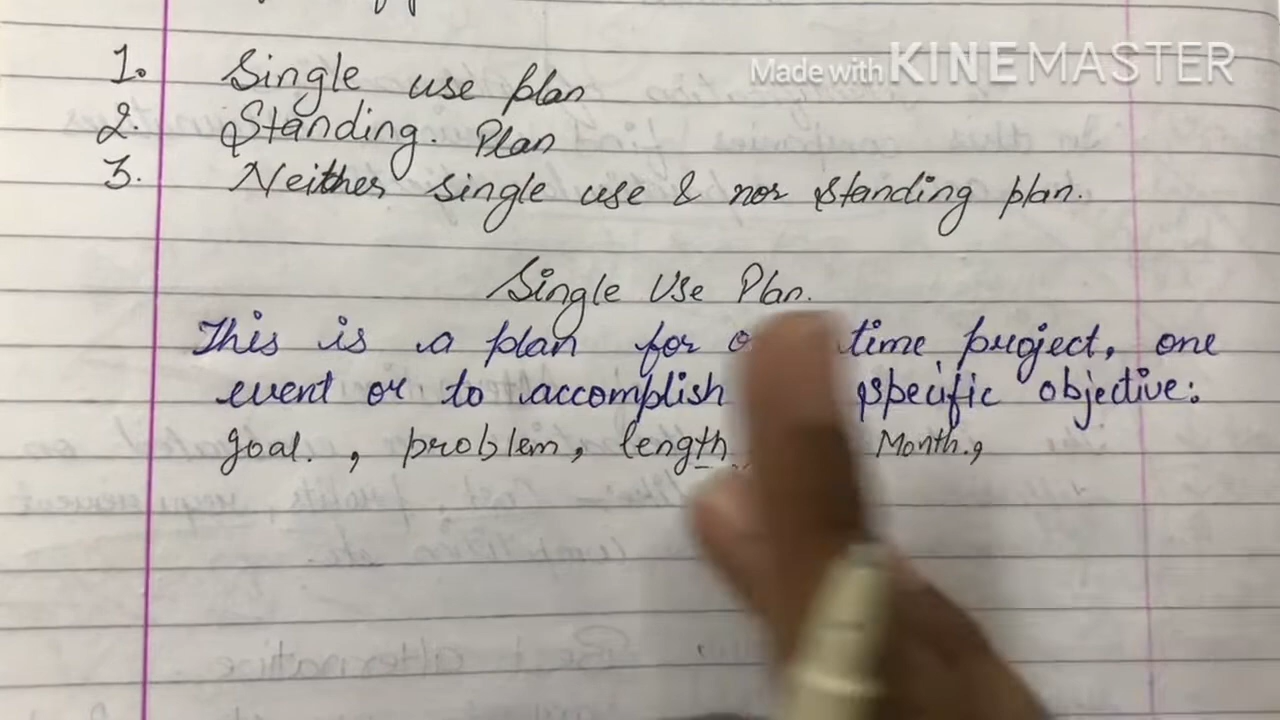 Made with KINEMASTER
1. Single use plan
2. Standing. Plan
3. Neither single use & nor standing plan.
Single Use Plan.
This is a plan for time project, one
event or to accomplish specific objective:
goal. , problem, length Month.,